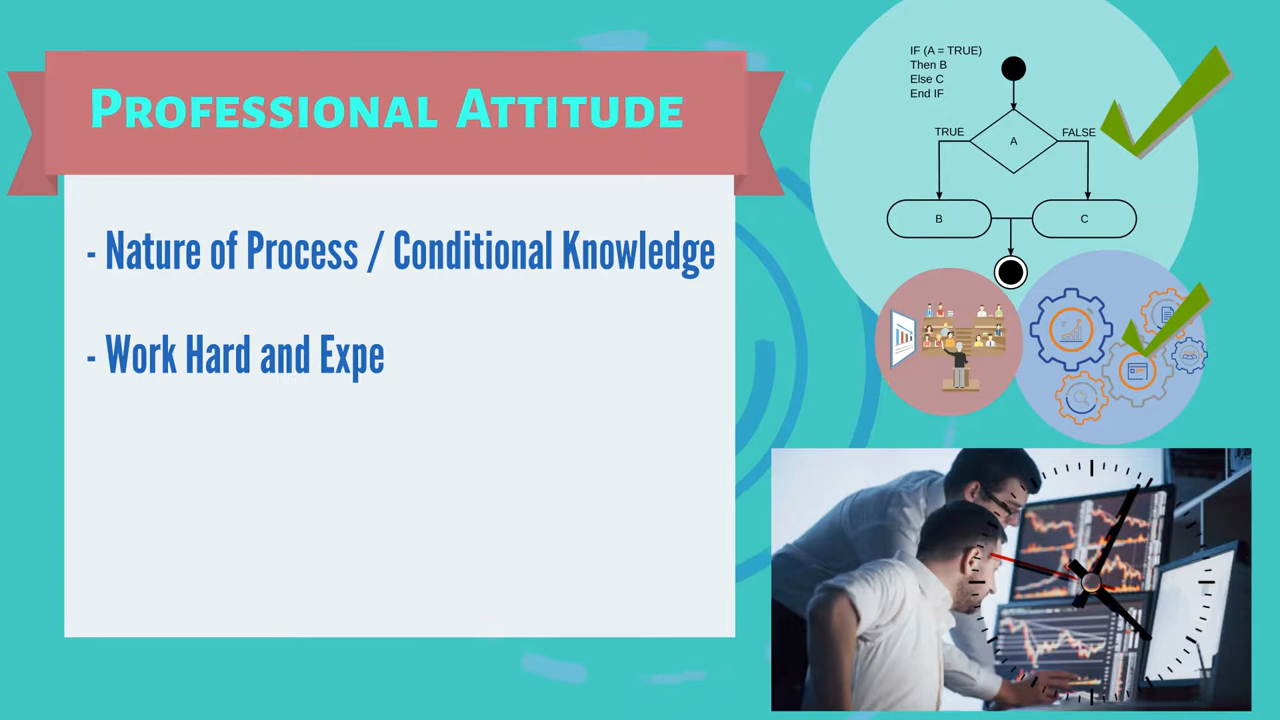 Professional Attitude
- Nature of Process / Conditional Knowledge
- Work Hard and Expe
IF (A = TRUE)
Then B
Else C
End IF
TRUE
A
FALSE
B
C